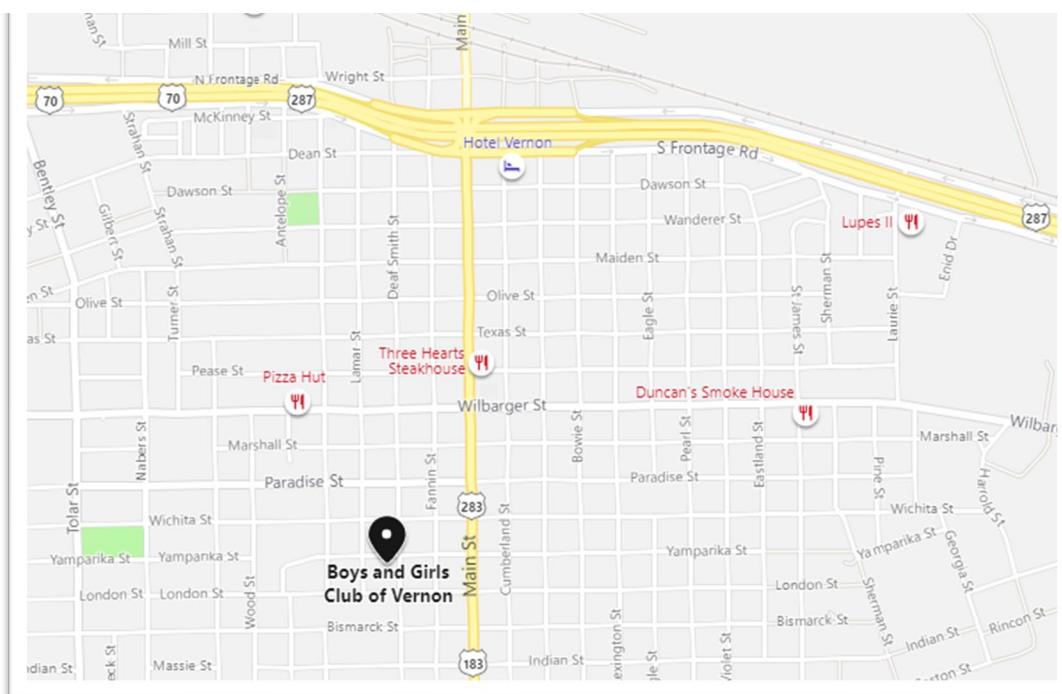 Main
Mill St
N Frontage Rd
Wright St
70
70
287
McKinney St
Strahan St
Hotel Vernon
S Frontage Rd
Dean St
Bentley St
Dawson St
Dawson St
Antelope St
Gilbert St
Strahan St
Wanderer St
Lupes II
287
Deaf Smith St
Enid Dr
Maiden St
Sherman St
Olive St
Olive St
Turner St
Eagle St
St James St
Laurie St
Texas St
Lamar St
Three Hearts
Steakhouse
Pease St
Pizza Hut
Duncan's Smoke House
Wilbarger St
Wilbar
Bowie St
Pearl St
Marshall St
Marshall St
Nabers St
Eastland St
Fannin St
Paradise St
Paradise St
Pine St
Harold St
Tolar St
283
Wichita St
Wichita St
Cumberland St
Yamparika St
Yamparika St
Yamparika St
Yamparika St
Main St
Georgia St
Boys and Girls
Club of Vernon
London St
London St
London St
Wood St
Sherman St
Bismarck St
Bismarck St
Rincon St
Indian St
exington St
Violet St
Massie St
Indian St
183